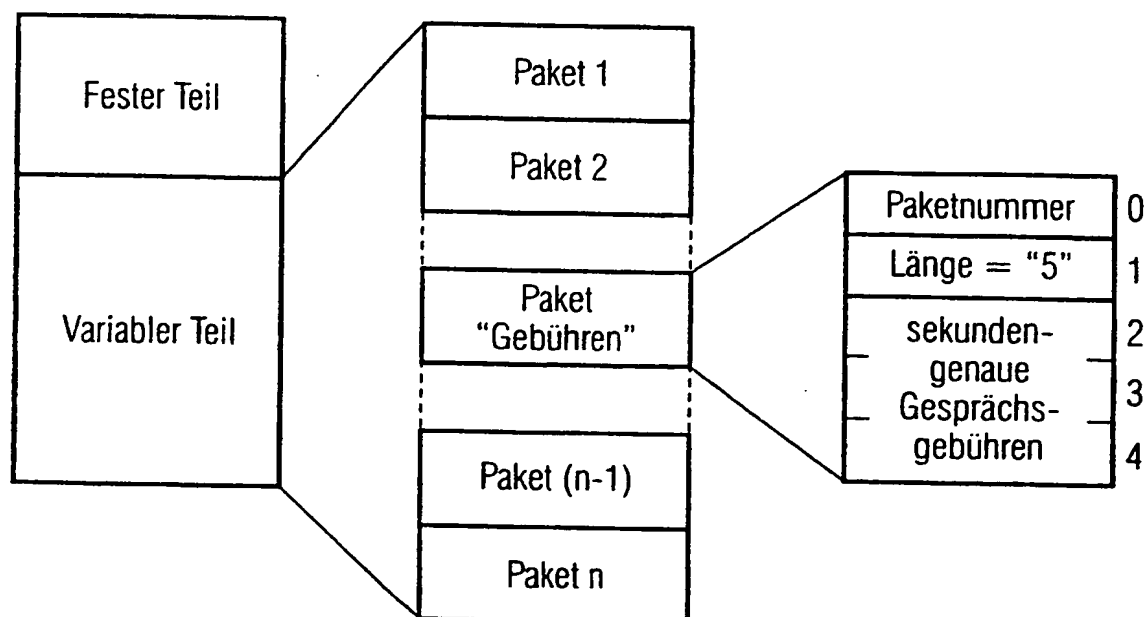 Fester Teil
Variabler Teil
Paket 1
Paket 2
Paket
“Gebühren”
Paket (n-1)
Paket n
Paketnummer 0
Länge = “5” 1
sekunden- 2
genaue
Gesprächs- 3
gebühren 4